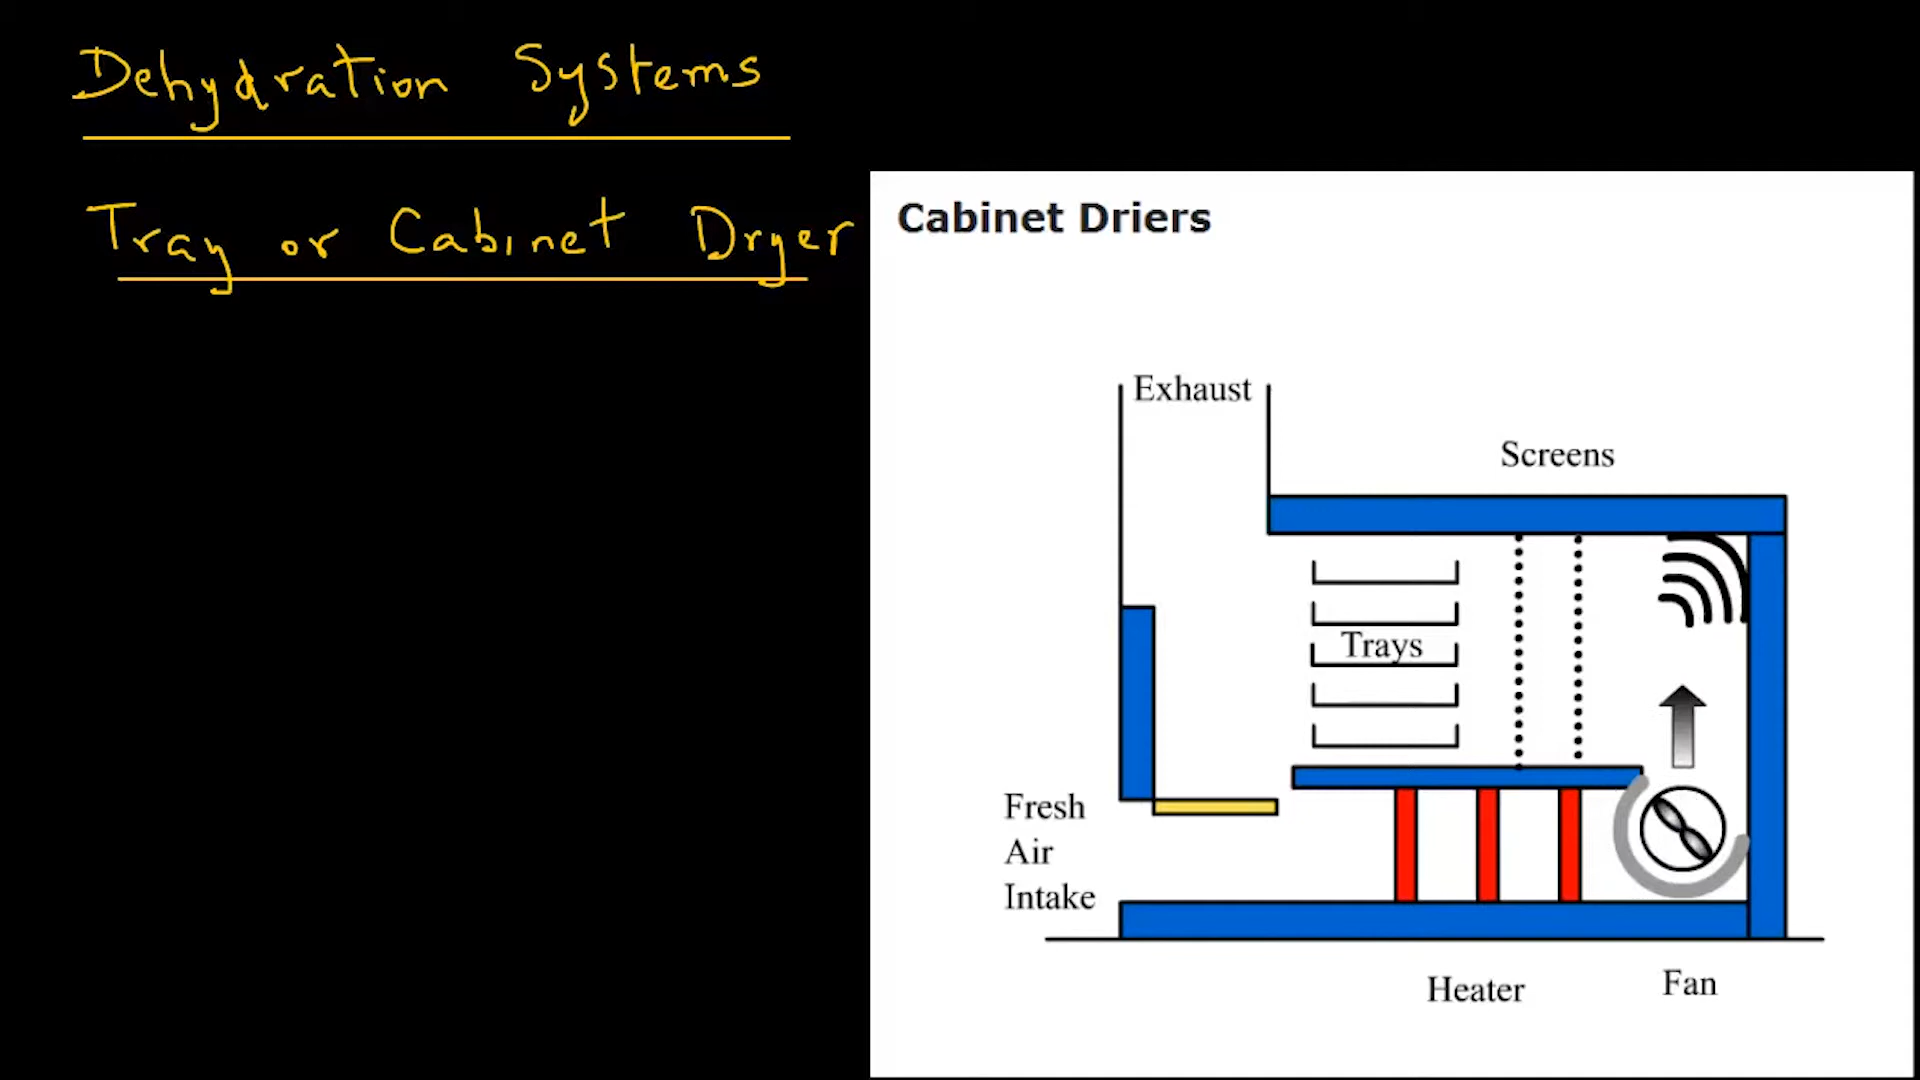 Dehydration Systems
Tray or Cabinet Dryer
Cabinet Driers
Exhaust
Screens
Trays
Fresh
Air
Intake
Heater
Fan